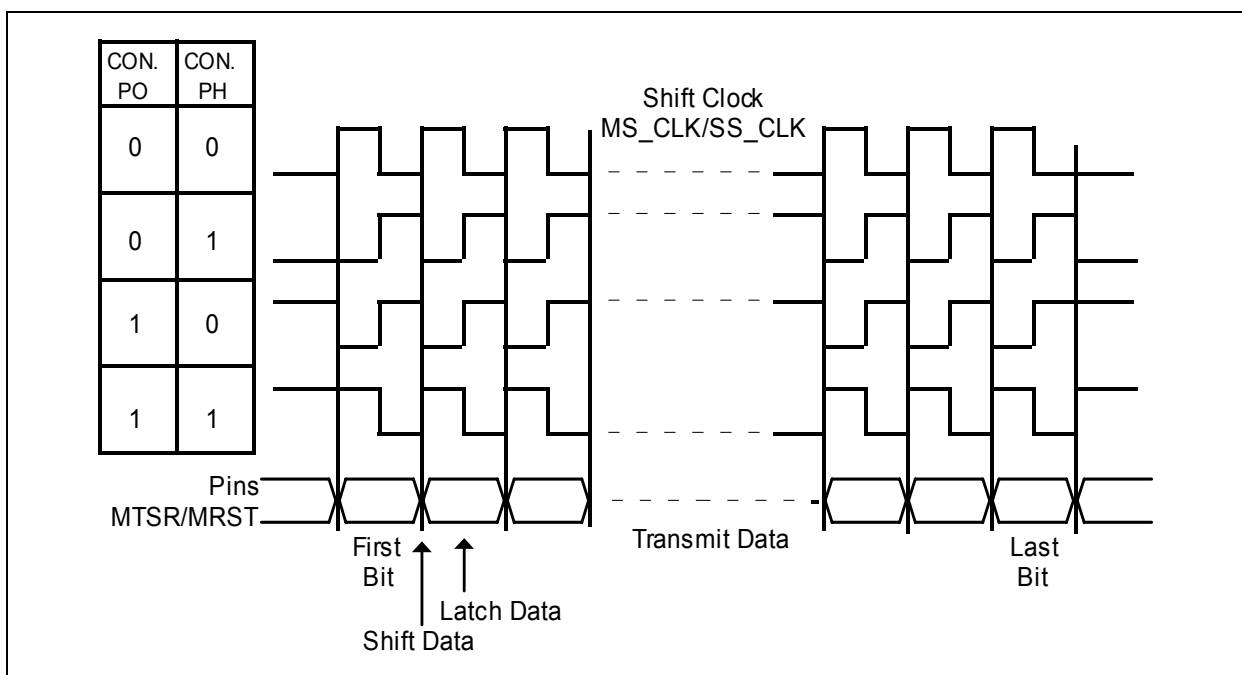 CON. CON.
PO PH
0 0
0 1
1 0
1 1
Shift Clock
MS_CLK/SS_CLK
Pins
MTSR/MRST
First
Bit
Transmit Data
Last
Bit
Latch Data
Shift Data